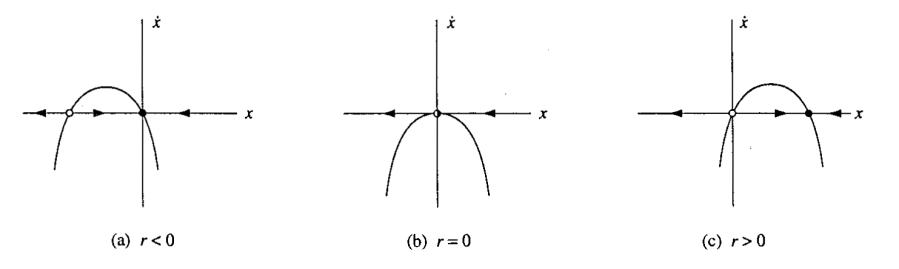 ẋ ẋ ẋ
x x x
(a) r < 0 (b) r = 0 (c) r > 0